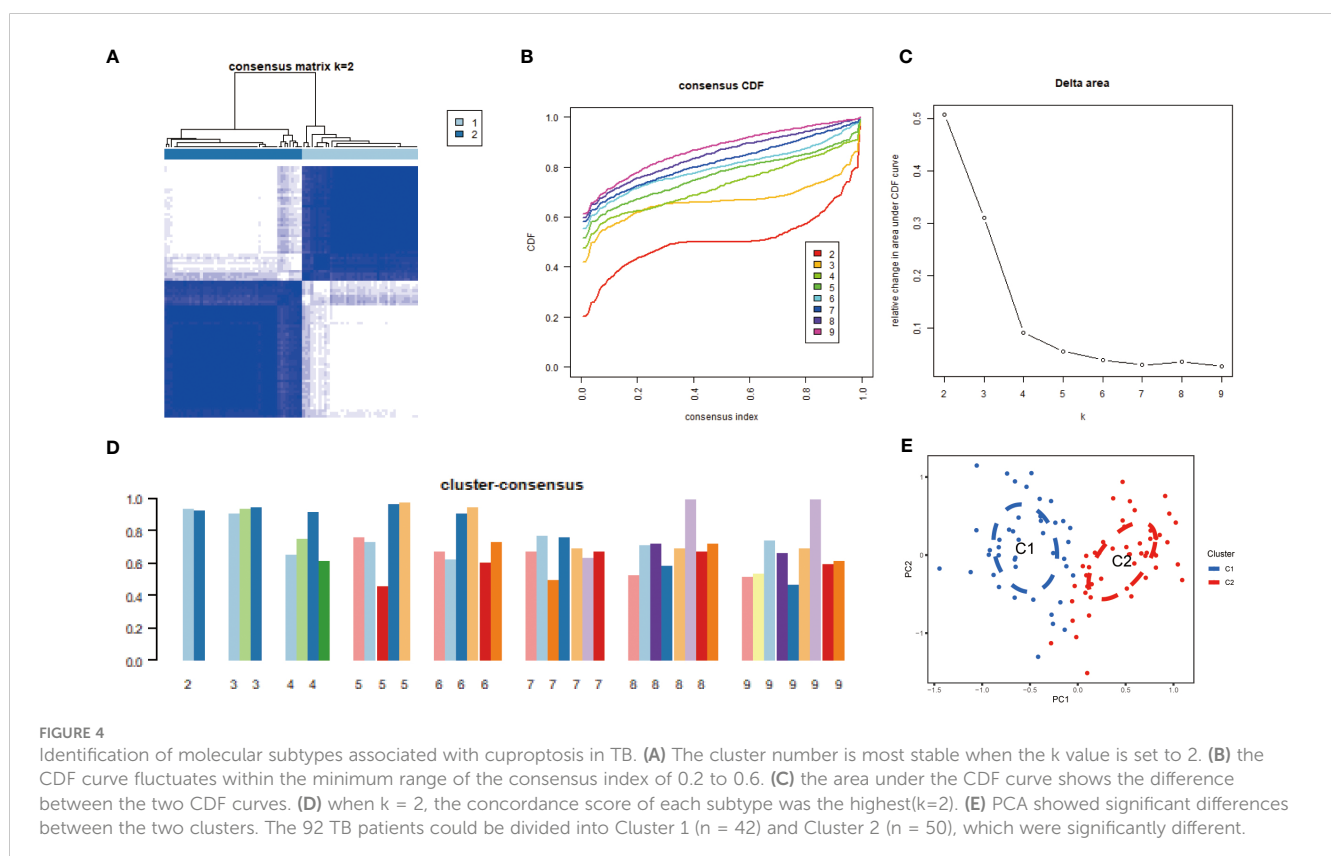 A
consensus matrix k=2
1
2
B
consensus CDF
CDF
1.0
0.8
0.6
0.4
0.2
0.0
2
3
4
5
6
7
8
9
0.0 0.2 0.4 0.6 0.8 1.0
consensus index
C
Delta area
relative change in area under CDF curve
0.5
0.4
0.3
0.2
0.1
2 3 4 5 6 7 8 9
k
D
cluster-consensus
1.0
0.8
0.6
0.4
0.2
0.0
2 3 3 4 4 5 5 5 6 6 6 7 7 7 7 8 8 8 8 9 9 9 9 9
E
PC2
1
0
−1
C1
C2
Cluster
C1
C2
−1.5 −1.0 −0.5 0.0 0.5 1.0
PC1
FIGURE 4
Identification of molecular subtypes associated with cuproptosis in TB. (A) The cluster number is most stable when the k value is set to 2. (B) the
CDF curve fluctuates within the minimum range of the consensus index of 0.2 to 0.6. (C) the area under the CDF curve shows the difference
between the two CDF curves. (D) when k = 2, the concordance score of each subtype was the highest(k=2). (E) PCA showed significant differences
between the two clusters. The 92 TB patients could be divided into Cluster 1 (n = 42) and Cluster 2 (n = 50), which were significantly different.